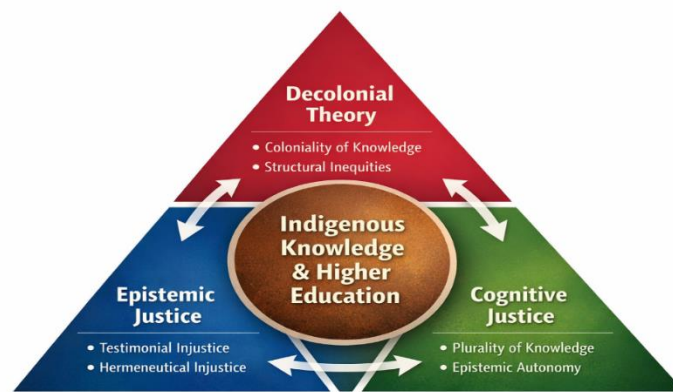 Decolonial
Theory
• Coloniality of Knowledge
• Structural Inequities
Indigenous
Knowledge
& Higher
Education
Epistemic
Justice
• Testimonial Injustice
• Hermeneutical Injustice
Cognitive
Justice
• Plurality of Knowledge
• Epistemic Autonomy